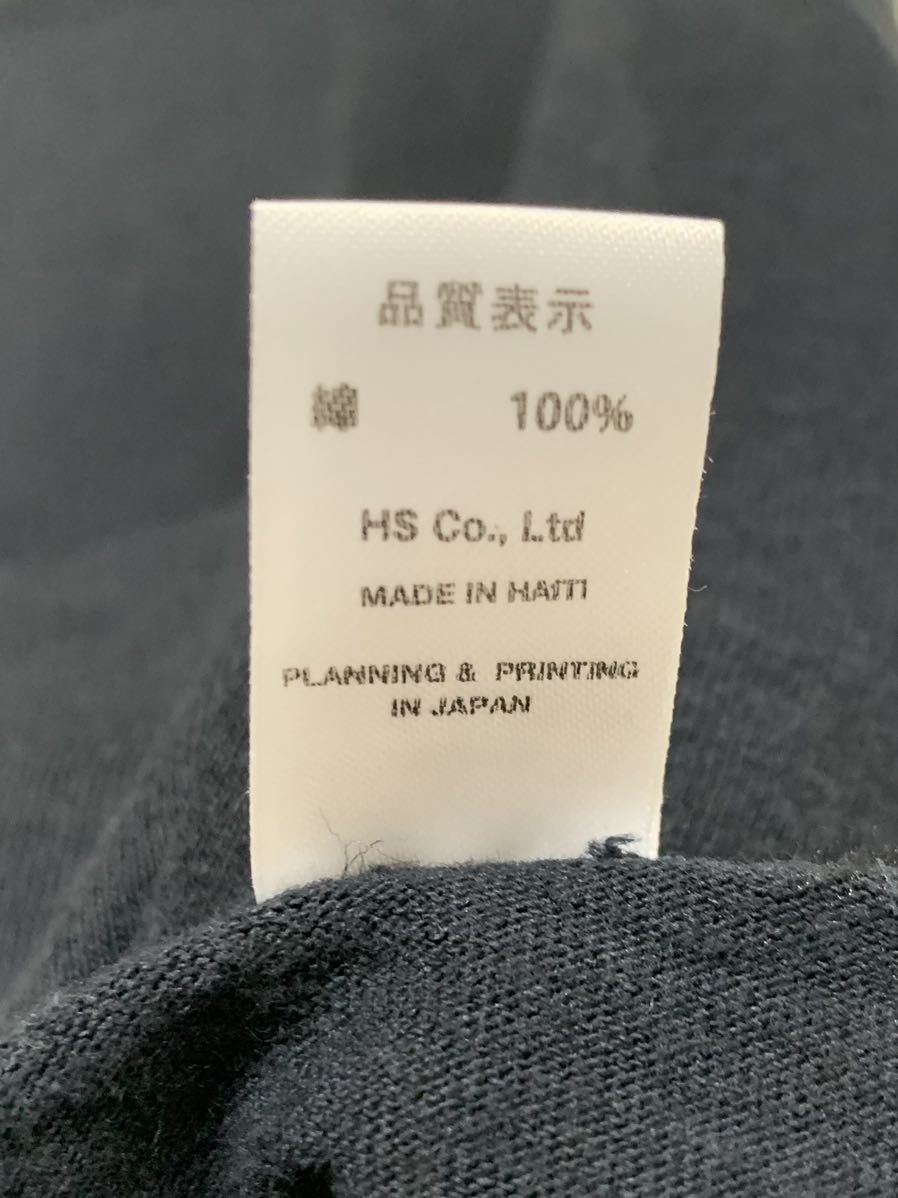 品質表示
綿 100%
HS Co., Ltd
MADE IN HAITI
PLANNING & PRINTING
IN JAPAN